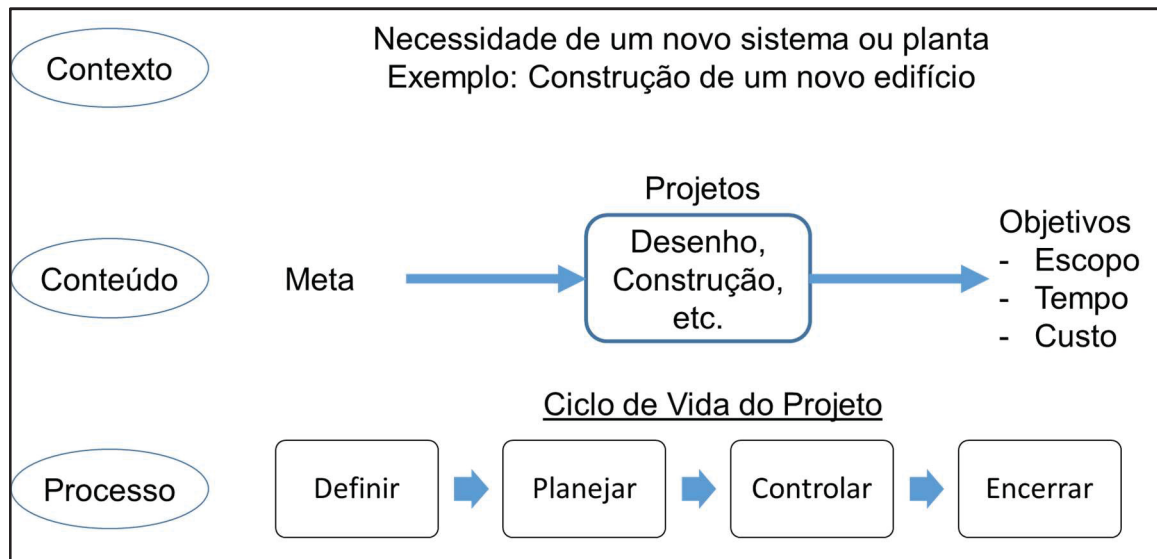 Contexto
Necessidade de um novo sistema ou planta
Exemplo: Construção de um novo edifício
Conteúdo
Meta
Projetos
Desenho,
Construção,
etc.
Objetivos
- Escopo
- Tempo
- Custo
Ciclo de Vida do Projeto
Processo
Definir
Planejar
Controlar
Encerrar